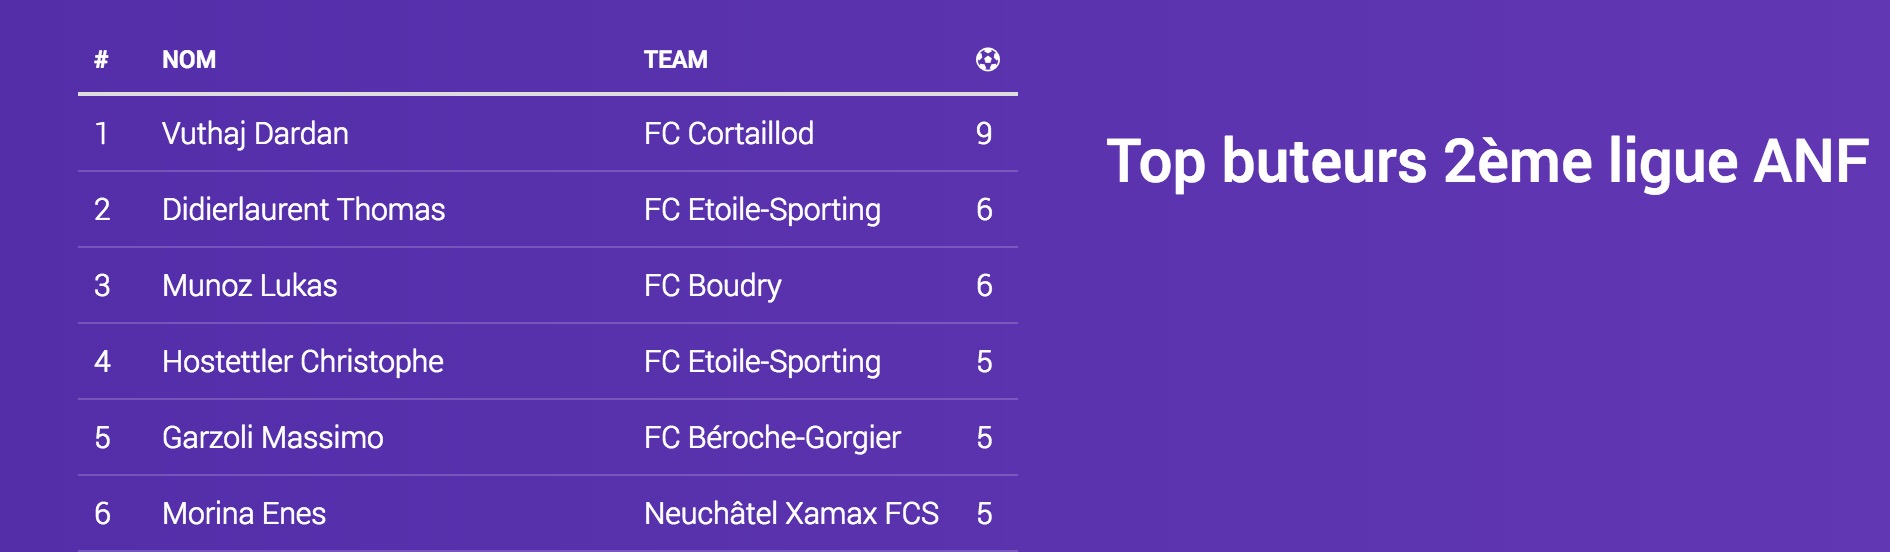 # NOM TEAM
1 Vuthaj Dardan FC Cortaillod 9
2 Didierlaurent Thomas FC Etoile-Sporting 6
3 Munoz Lukas FC Boudry 6
4 Hostettler Christophe FC Etoile-Sporting 5
5 Garzoli Massimo FC Béroche-Gorgier 5
6 Morina Enes Neuchâtel Xamax FCS 5
Top buteurs 2ème ligue ANF